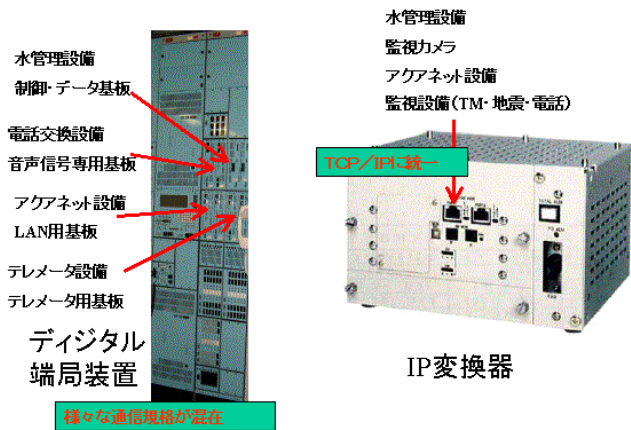 水管理設備
制御・データ基板
電話交換設備
音声信号専用基板
アクアネット設備
LAN用基板
テレメータ設備
テレメータ用基板
ディジタル
端局装置
様々な通信規格が混在
水管理設備
監視カメラ
アクアネット設備
監視設備(TM・地震・電話)
TCP/IPに統一
IP変換器